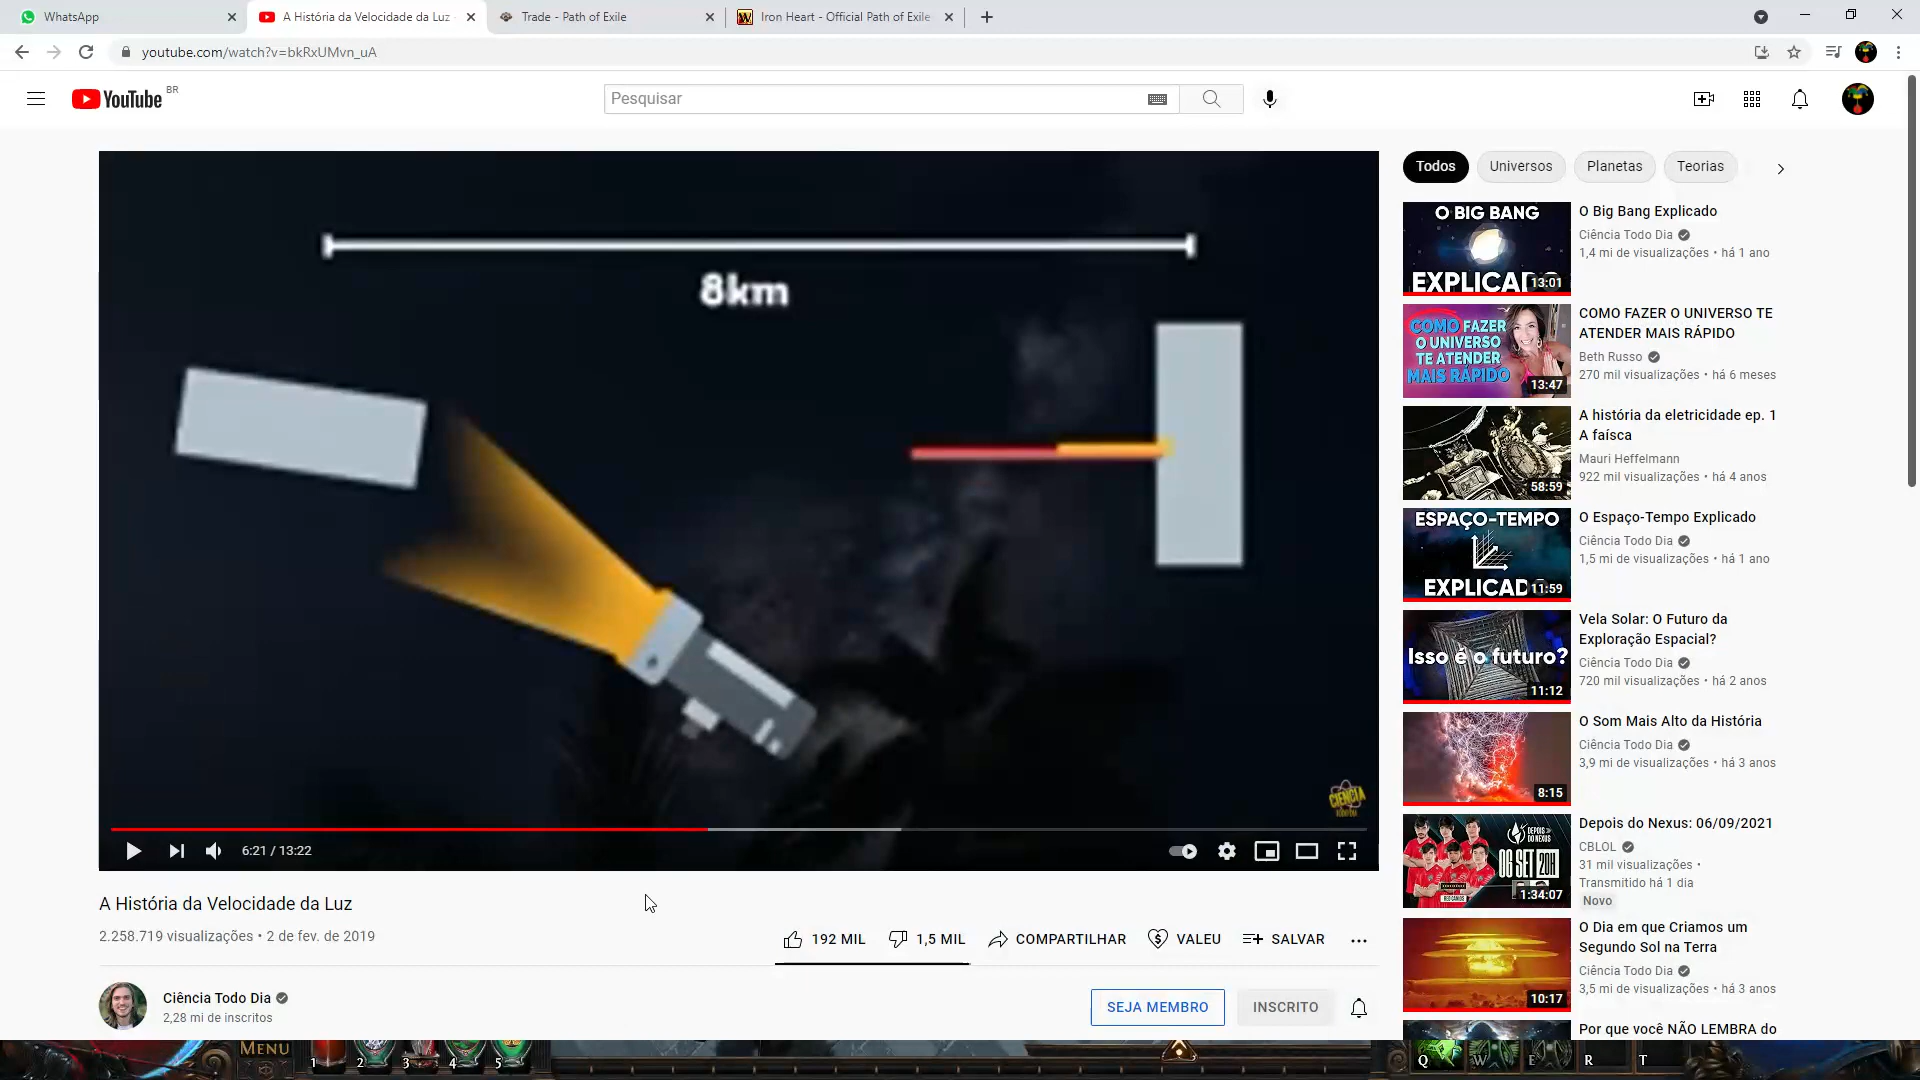 WhatsApp
A História da Velocidade da Luz
Trade - Path of Exile
Iron Heart - Official Path of Exile
youtube.com/watch?v=bkRxUMvn_uA
YouTube BR
Pesquisar
8km
CIÊNCIA
TODO DIA
6:21 / 13:22
A História da Velocidade da Luz
2.258.719 visualizações • 2 de fev. de 2019
192 MIL
1,5 MIL
COMPARTILHAR
VALEU
SALVAR
Ciência Todo Dia
2,28 mi de inscritos
SEJA MEMBRO
INSCRITO
Todos
Universos
Planetas
Teorias
O BIG BANG
13:01
O Big Bang Explicado
Ciência Todo Dia
1,4 mi de visualizações • há 1 ano
COMO FAZER
O UNIVERSO
TE ATENDER
MAIS RÁPIDO
13:47
COMO FAZER O UNIVERSO TE
ATENDER MAIS RÁPIDO
Beth Russo
270 mil visualizações • há 6 meses
58:59
A história da eletricidade ep. 1
A faísca
Mauri Heffelmann
922 mil visualizações • há 4 anos
ESPAÇO-TEMPO
11:59
O Espaço-Tempo Explicado
Ciência Todo Dia
1,5 mi de visualizações • há 1 ano
Isso é o futuro?
11:12
Vela Solar: O Futuro da
Exploração Espacial?
Ciência Todo Dia
720 mil visualizações • há 2 anos
8:15
O Som Mais Alto da História
Ciência Todo Dia
3,9 mi de visualizações • há 3 anos
DEPOIS
NEXUS
06 SET 20H
1:34:07
Depois do Nexus: 06/09/2021
CBLOL
31 mil visualizações •
Transmitido há 1 dia
Novo
10:17
O Dia em que Criamos um
Segundo Sol na Terra
Ciência Todo Dia
3,5 mi de visualizações • há 3 anos
Por que você NÃO LEMBRA do
MENU
1 2 3 4 5
Q W E R T